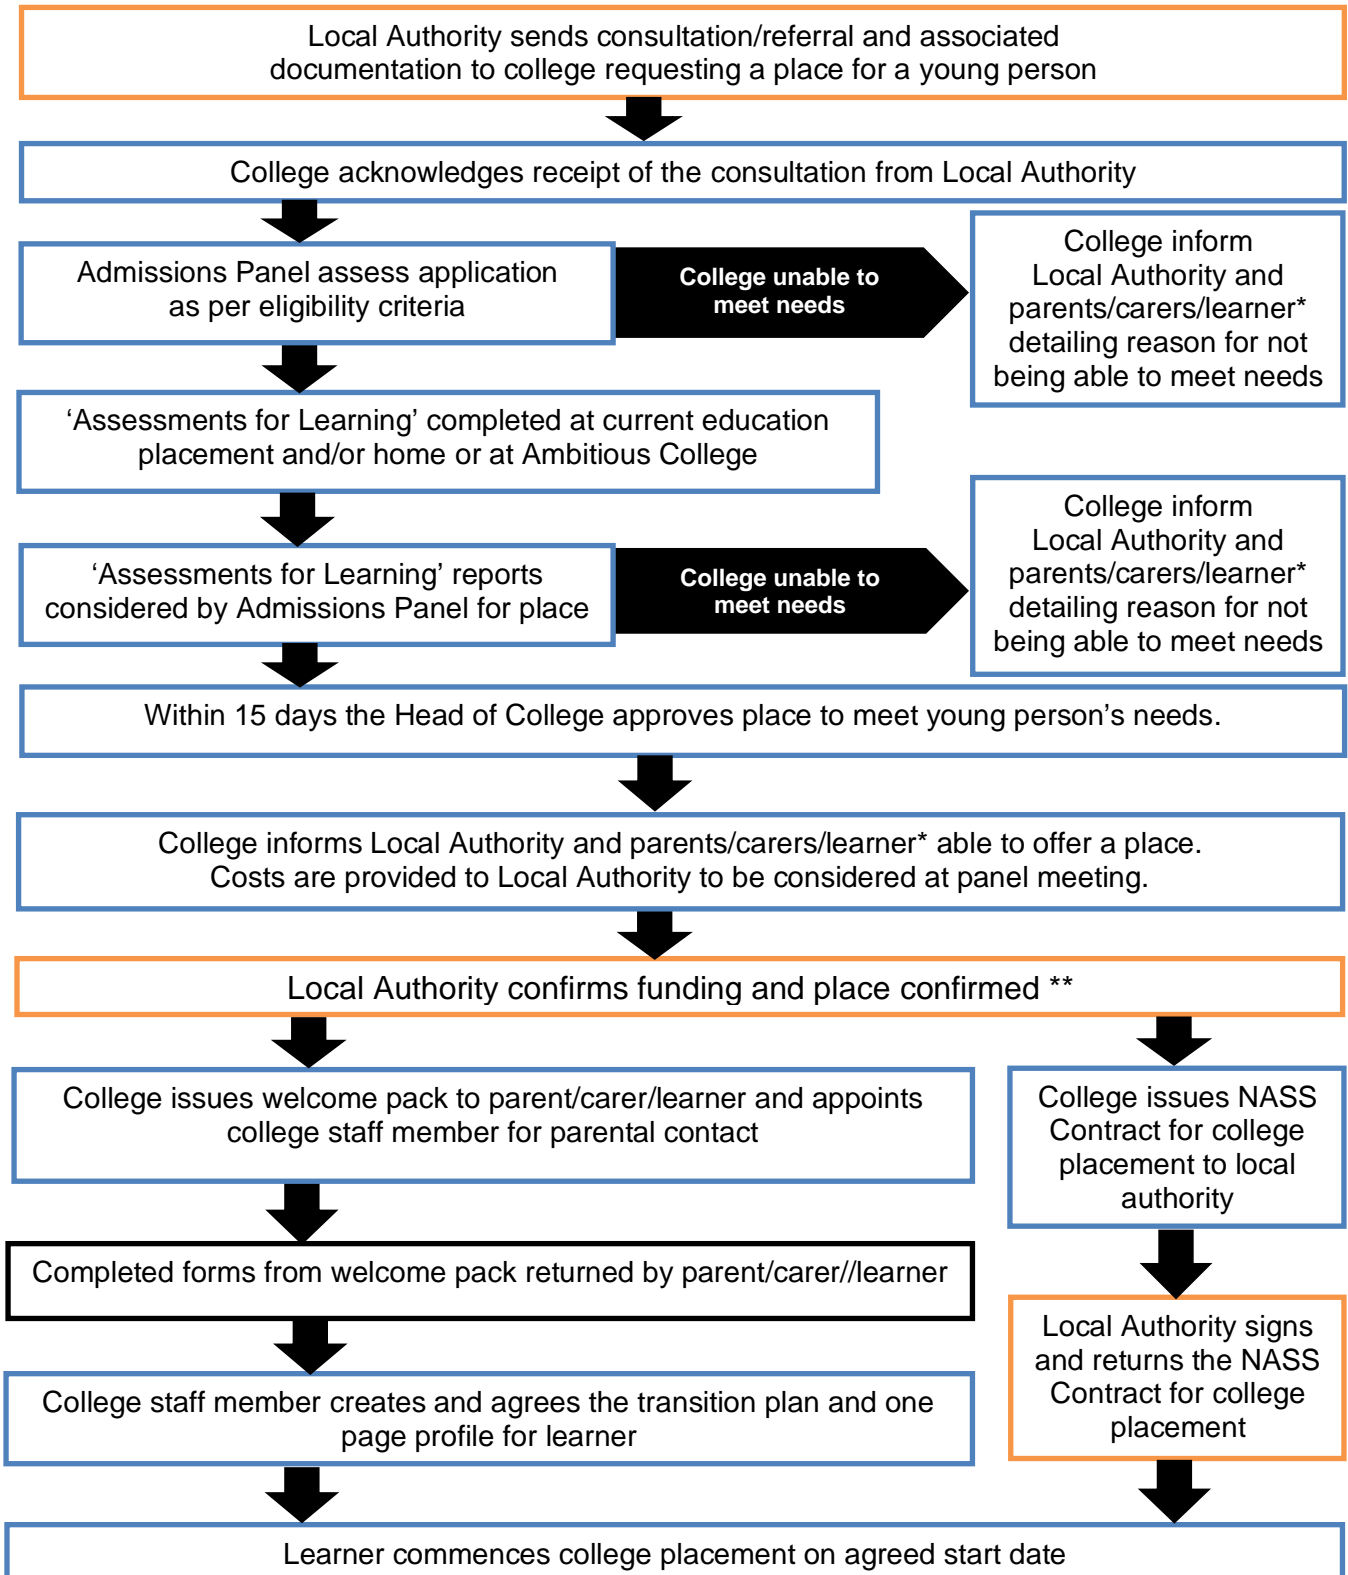 Local Authority sends consultation/referral and associated
documentation to college requesting a place for a young person
College acknowledges receipt of the consultation from Local Authority
Admissions Panel assess application
as per eligibility criteria
College unable to
meet needs
College inform
Local Authority and
parents/carers/learner*
detailing reason for not
being able to meet needs
‘Assessments for Learning’ completed at current education
placement and/or home or at Ambitious College
‘Assessments for Learning’ reports
considered by Admissions Panel for place
College unable to
meet needs
College inform
Local Authority and
parents/carers/learner*
detailing reason for not
being able to meet needs
Within 15 days the Head of College approves place to meet young person’s needs.
College informs Local Authority and parents/carers/learner* able to offer a place.
Costs are provided to Local Authority to be considered at panel meeting.
Local Authority confirms funding and place confirmed **
College issues welcome pack to parent/carer/learner and appoints
college staff member for parental contact
College issues NASS
Contract for college
placement to local
authority
Completed forms from welcome pack returned by parent/carer//learner
Local Authority signs
and returns the NASS
Contract for college
placement
College staff member creates and agrees the transition plan and one
page profile for learner
Learner commences college placement on agreed start date